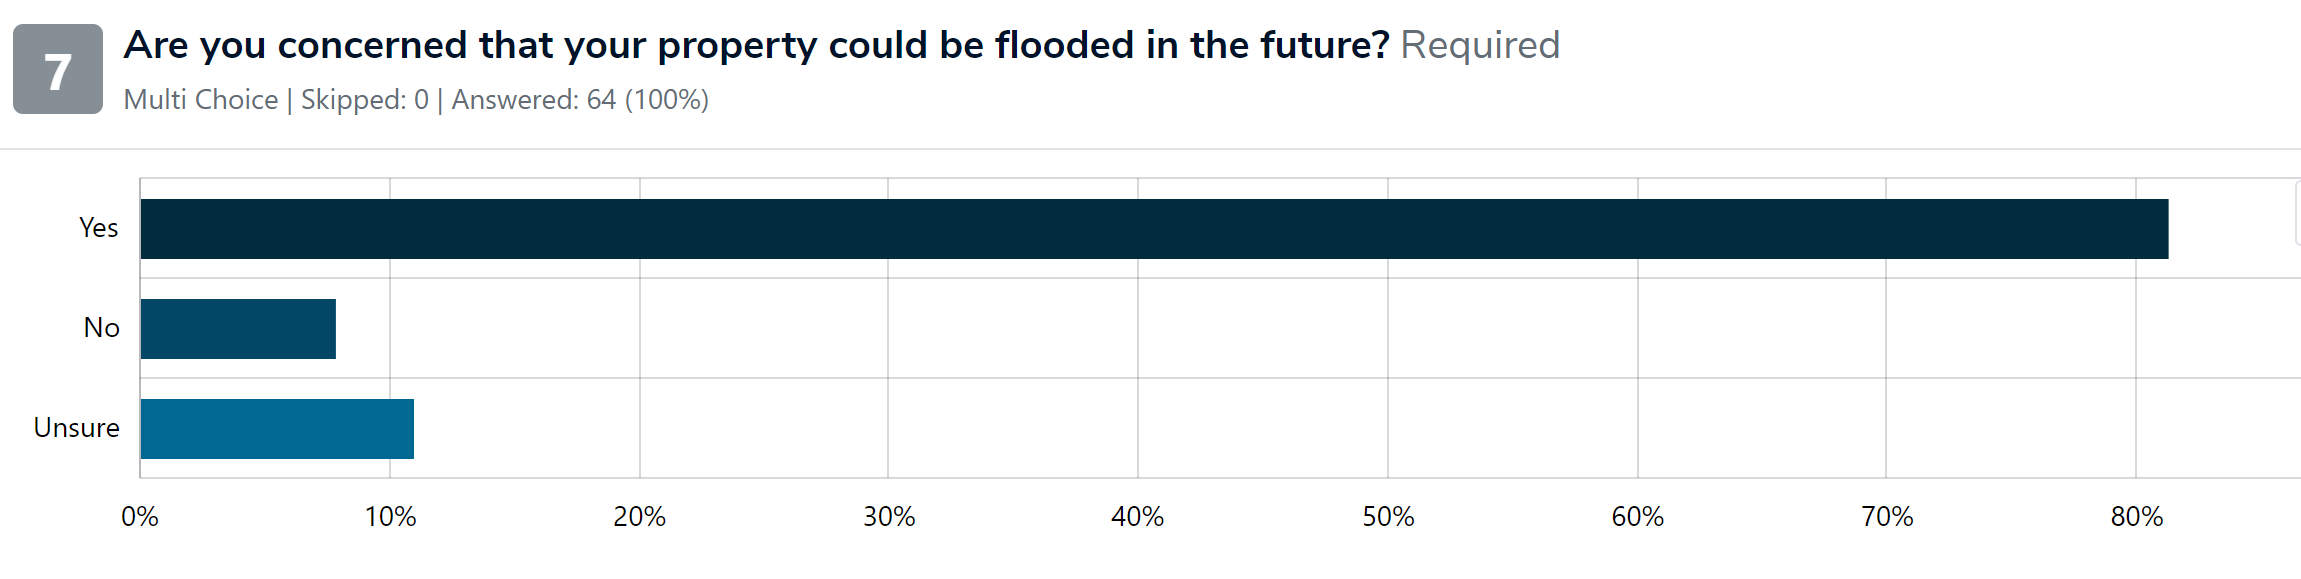 7
Are you concerned that your property could be flooded in the future? Required
Multi Choice | Skipped: 0 | Answered: 64 (100%)
Yes
No
Unsure
0% 10% 20% 30% 40% 50% 60% 70% 80%